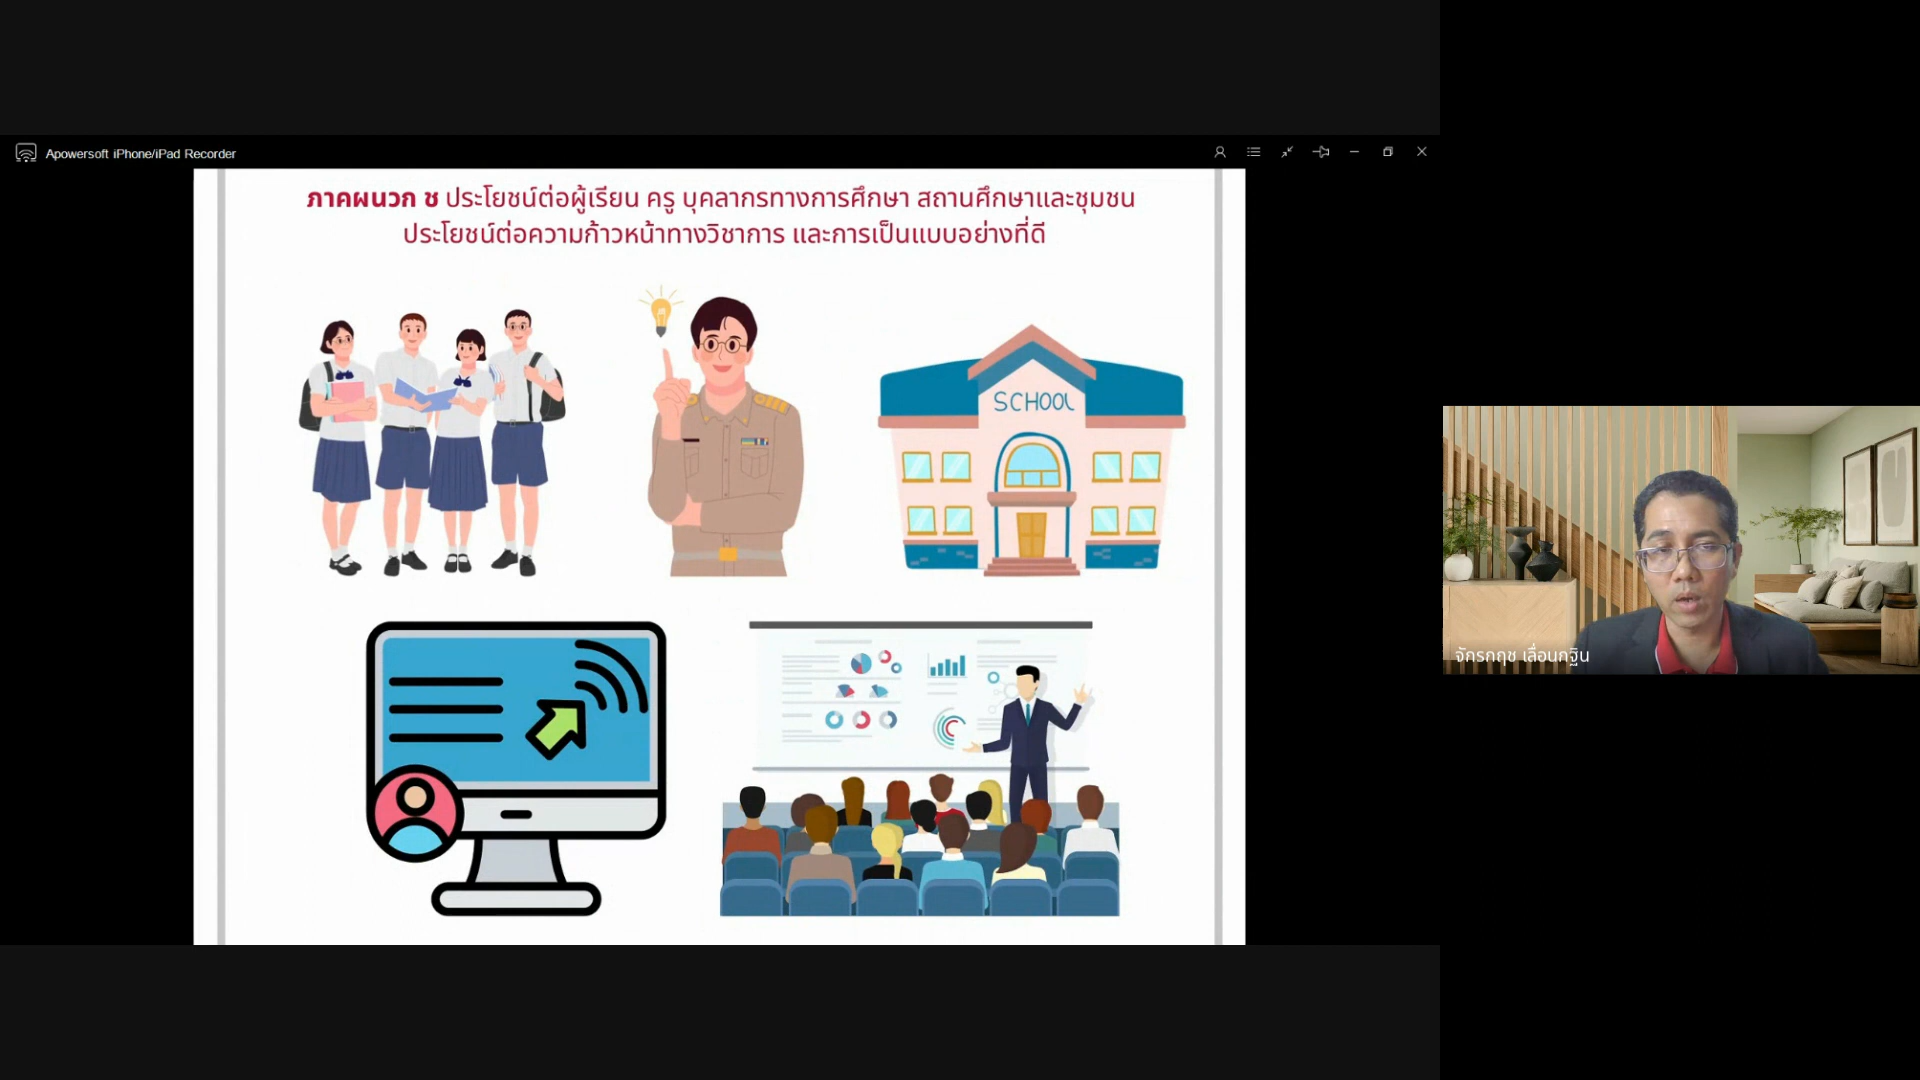 Apowersoft iPhone/iPad Recorder
ภาคผนวก ช ประโยชน์ต่อผู้เรียน ครู บุคลากรทางการศึกษา สถานศึกษาและชุมชน
ประโยชน์ต่อความก้าวหน้าทางวิชาการ และการเป็นแบบอย่างที่ดี
SCHOOL
จักรกฤช เลื่อนกฐิน